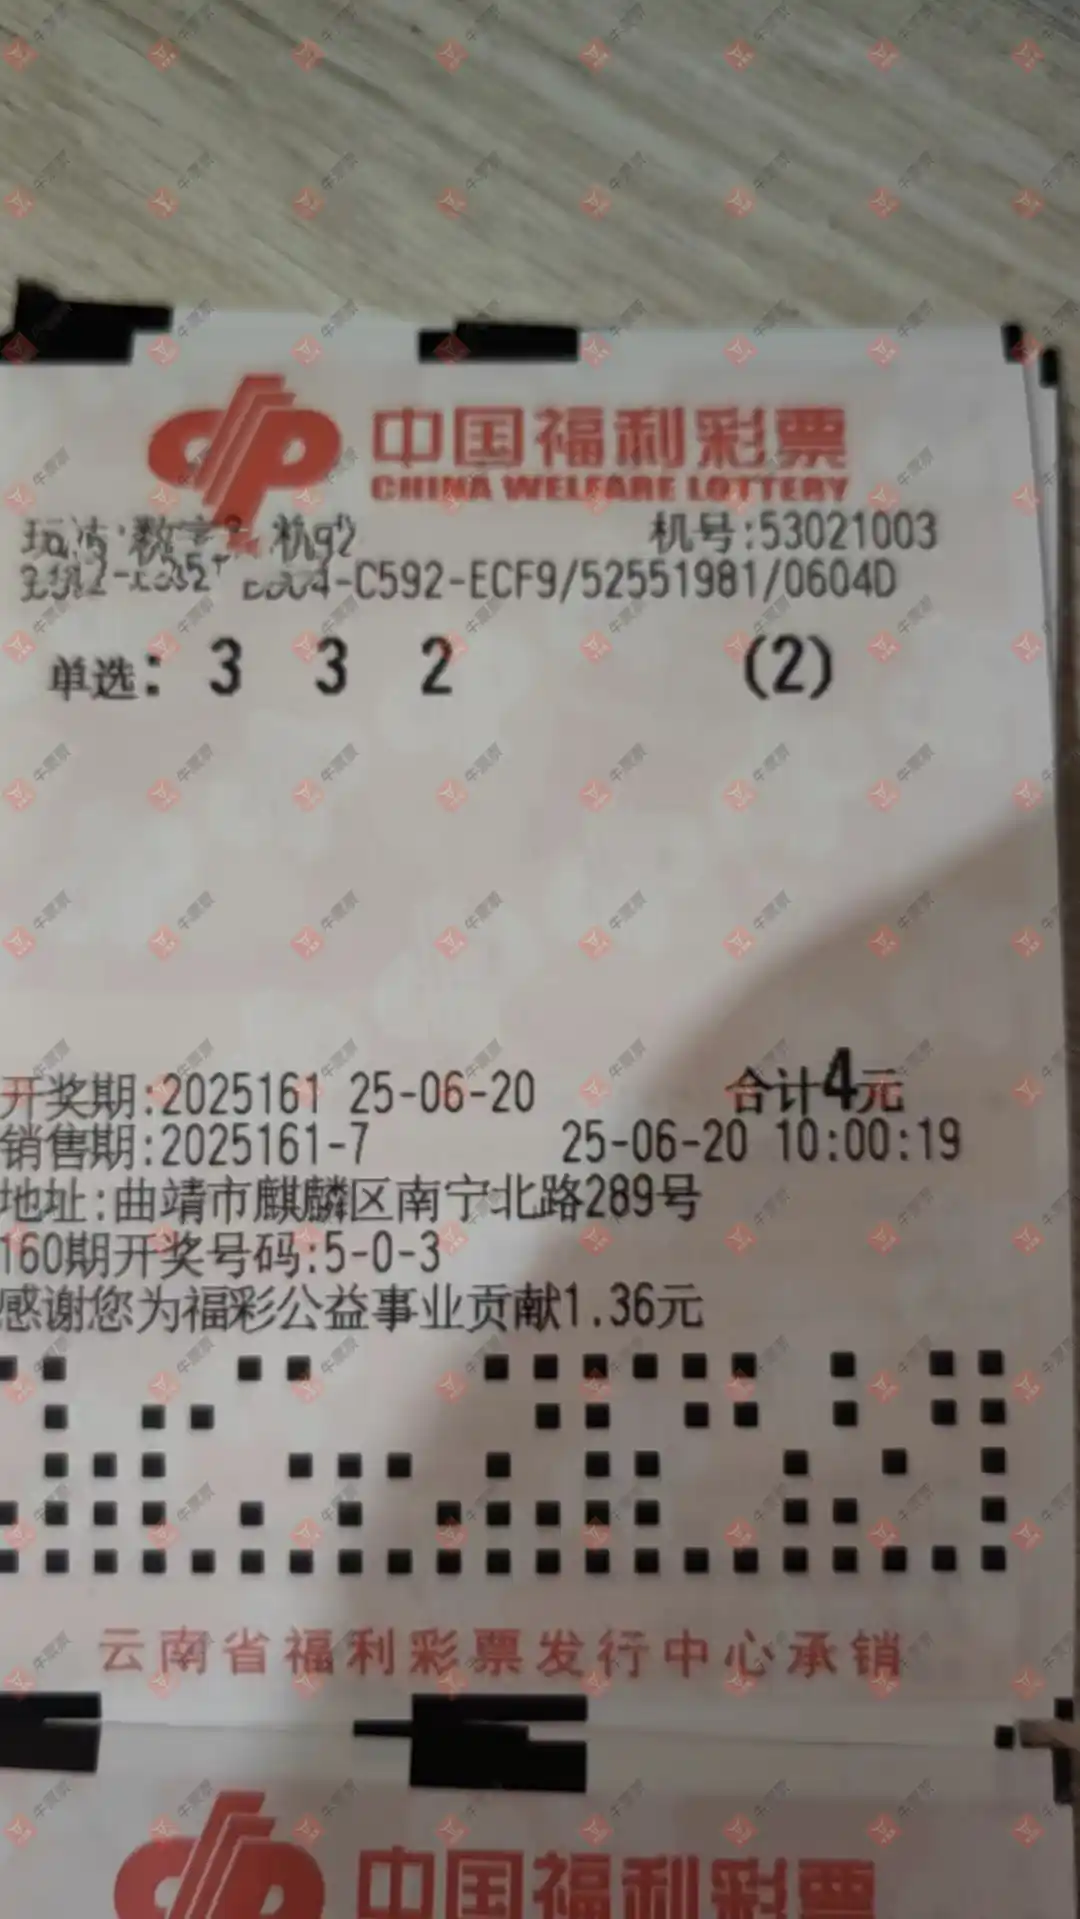 中国福利彩票
CHINA WELFARE LOTTERY
机号:53021003
-C592-ECF9/52551981/0604D
单选: 3 3 2 (2)
开奖期:2025161 25-06-20 合计4元
销售期:2025161-7 25-06-20 10:00:19
地址:曲靖市麒麟区南宁北路289号
160期开奖号码:5-0-3
感谢您为福彩公益事业贡献1.36元
云南省福利彩票发行中心承销
中国福利彩票